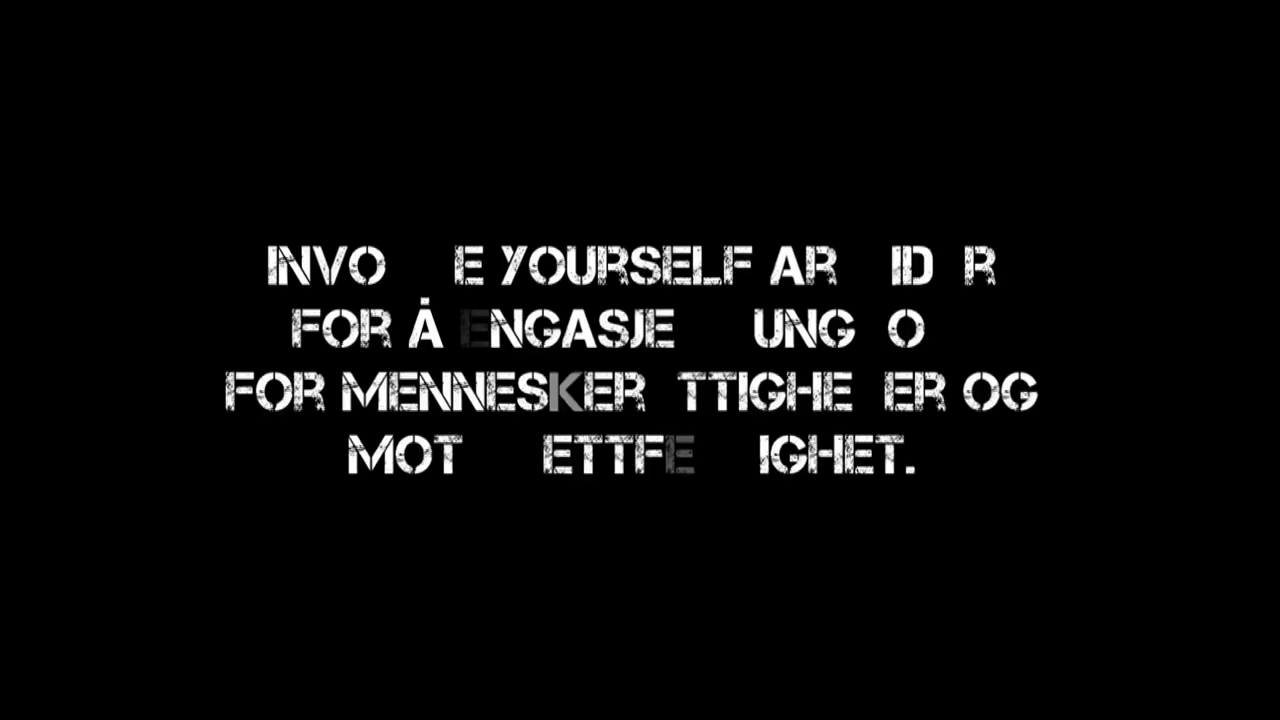 INVO E YOURSELF AR ID R
FOR Å ENGASJE UNG O
FOR MENNESKER TTIGHE ER OG
MOT ETTFE IGHET.